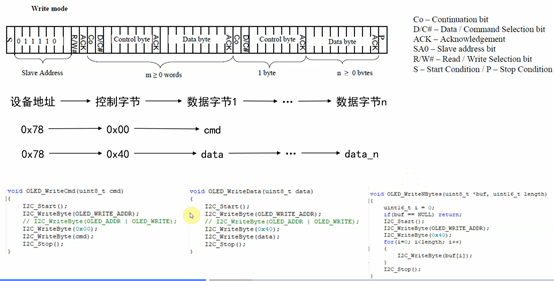 Write mode
S
0 1 1 1 1 0
R/W#
ACK
Co
D/C#
Control byte
ACK
Data byte
ACK
Co
D/C#
Control byte
ACK
Data byte
ACK
P
Slave Address
m ≥ 0 words
1 byte
n ≥ 0 bytes
Co – Continuation bit
D/C# – Data / Command Selection bit
ACK – Acknowledgement
SA0 – Slave address bit
R/W# – Read / Write Selection bit
S – Start Condition / P – Stop Condition
设备地址 控制字节 数据字节1 ··· 数据字节n
0x78 0x00 cmd
0x78 0x40 data ··· data_n
void OLED_WriteCmd(uint8_t cmd)
{
I2C_Start();
I2C_WriteByte(OLED_WRITE_ADDR);
// I2C_WriteByte(OLED_ADDR | OLED_WRITE);
I2C_WriteByte(0x00);
I2C_WriteByte(cmd);
I2C_Stop();
}
void OLED_WriteData(uint8_t data)
{
I2C_Start();
I2C_WriteByte(OLED_WRITE_ADDR);
// I2C_WriteByte(OLED_ADDR | OLED_WRITE);
I2C_WriteByte(0x40);
I2C_WriteByte(data);
I2C_Stop();
}
void OLED_WriteNBytes(uint8_t *buf, uint16_t length)
{
uint16_t i = 0;
if(buf == NULL) return;
I2C_Start();
I2C_WriteByte(OLED_WRITE_ADDR);
I2C_WriteByte(0x40);
for(i=0; i<length; i++)
{
I2C_WriteByte(buf[i]);
}
I2C_Stop();
}